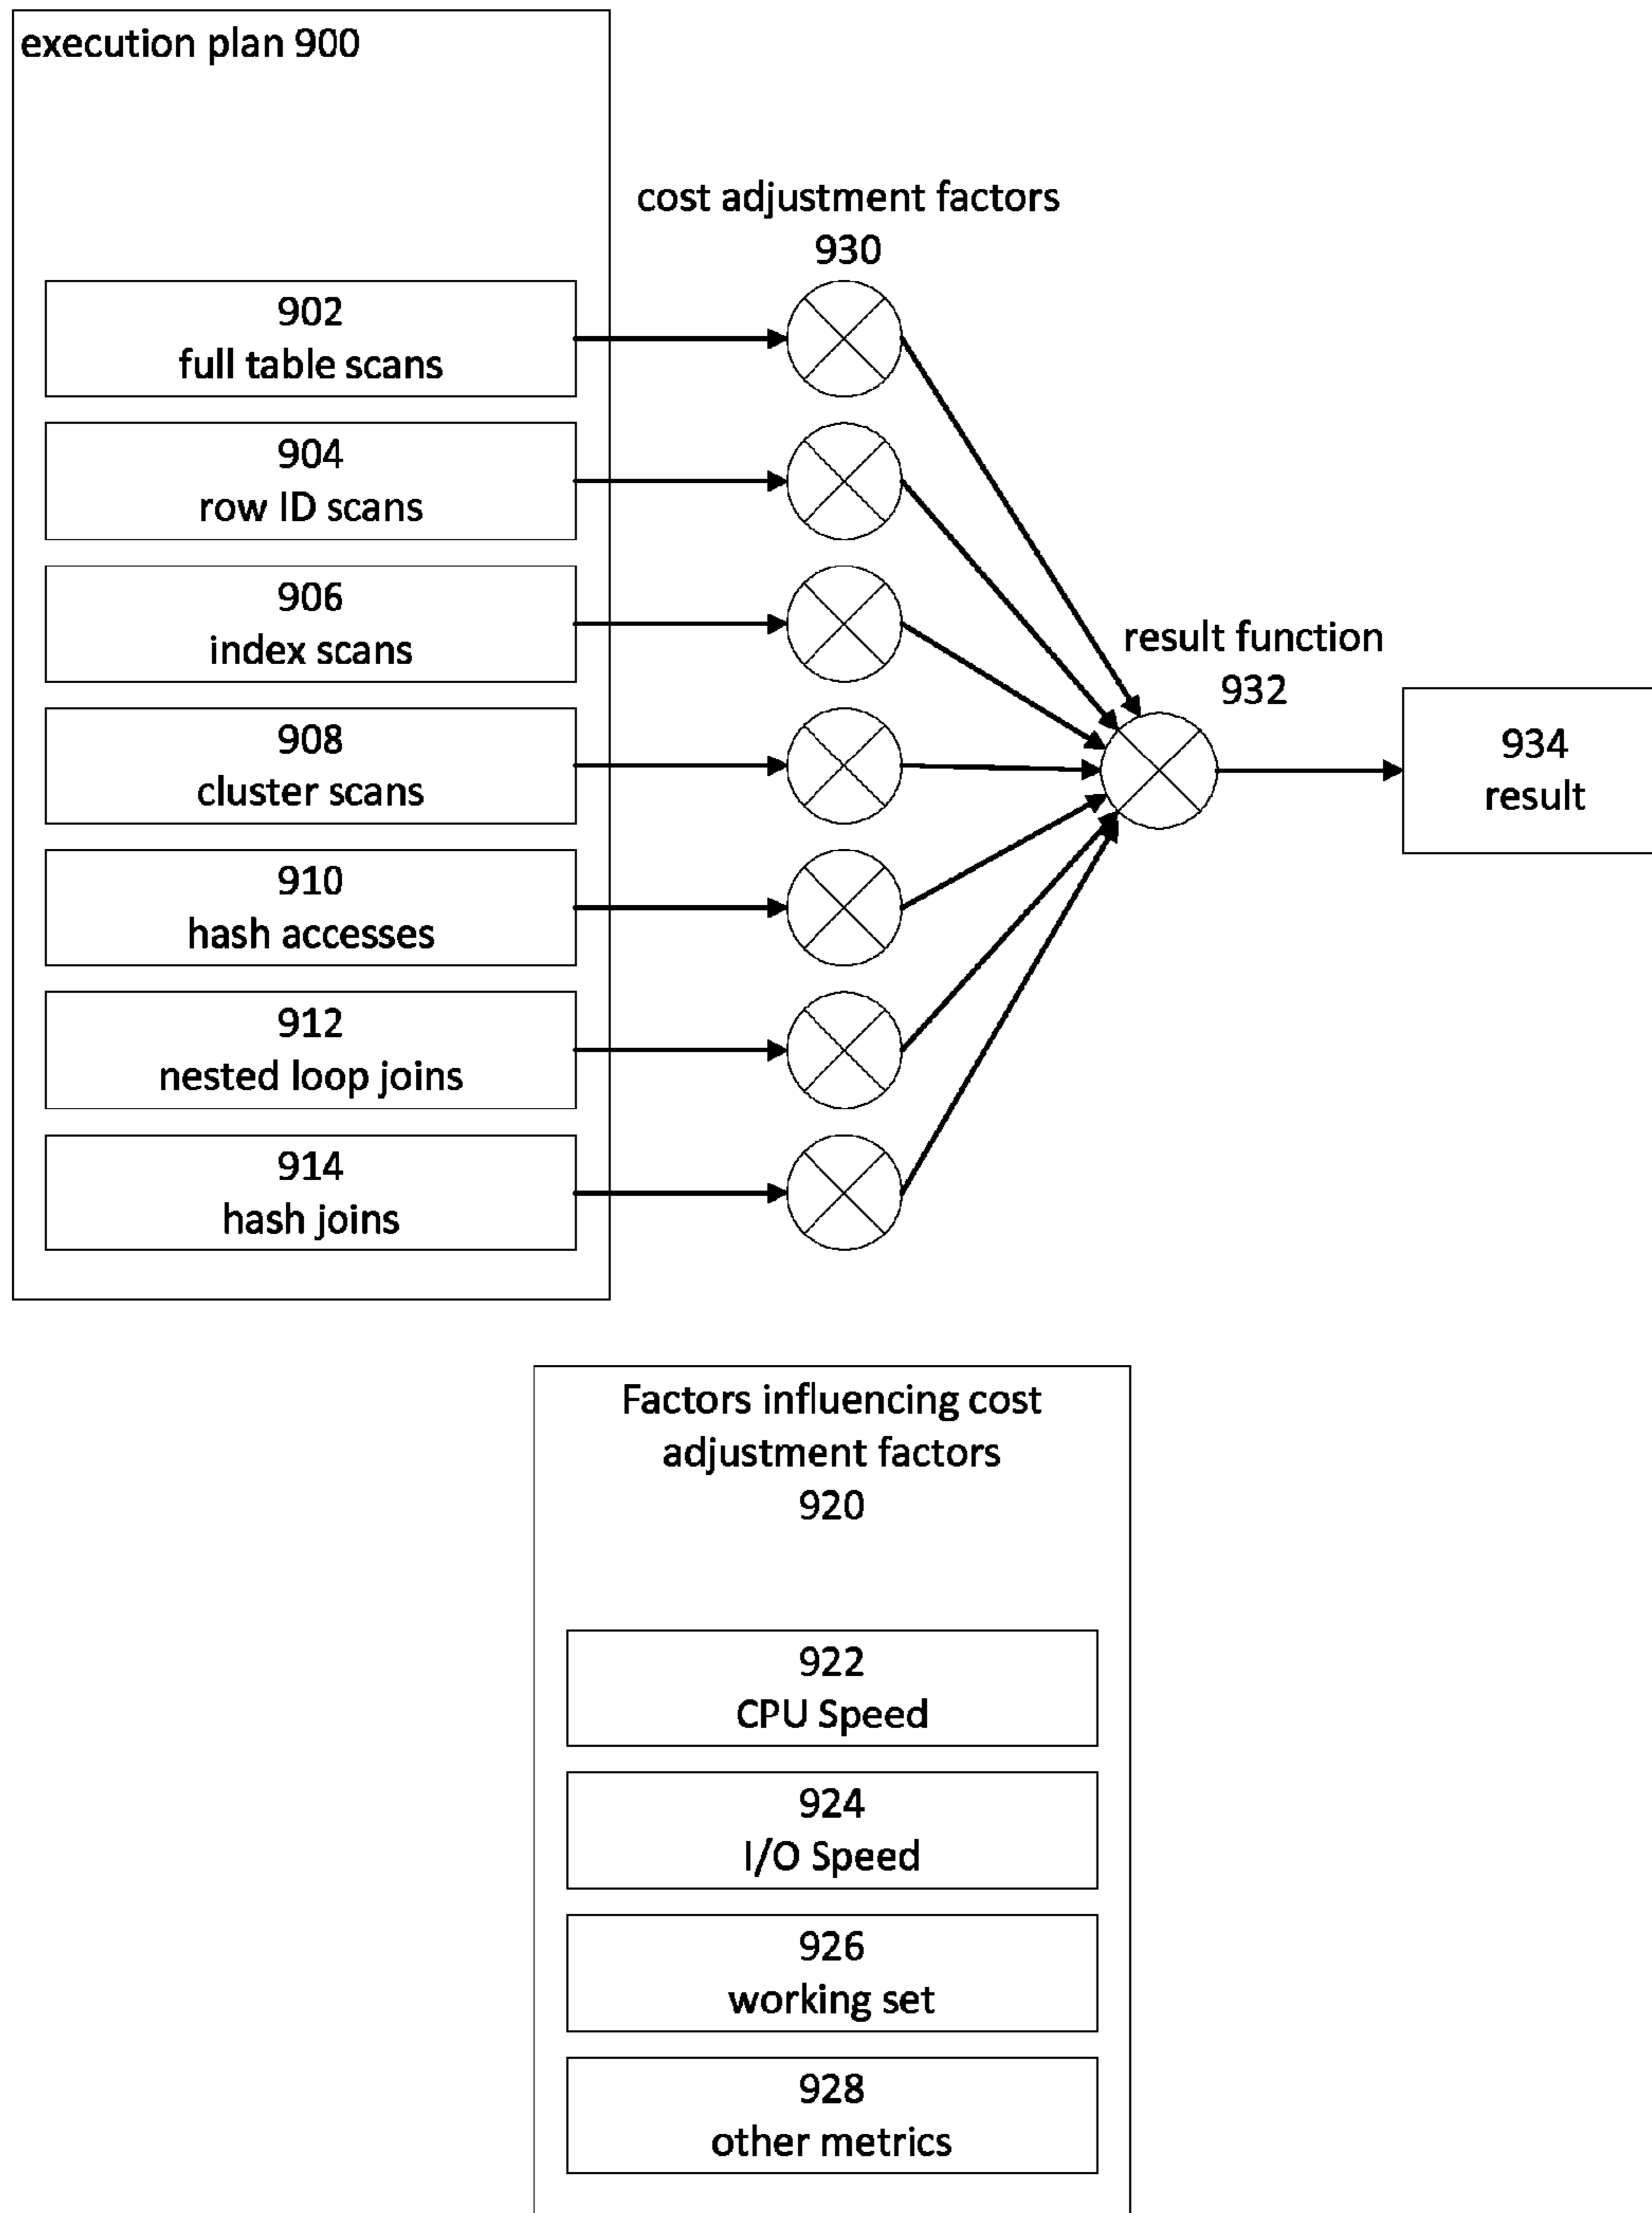 execution plan 900
cost adjustment factors
930
902
full table scans
904
row ID scans
906
index scans
result function
932
908
cluster scans
934
result
910
hash accesses
912
nested loop joins
914
hash joins
Factors influencing cost
adjustment factors
920
922
CPU Speed
924
I/O Speed
926
working set
928
other metrics